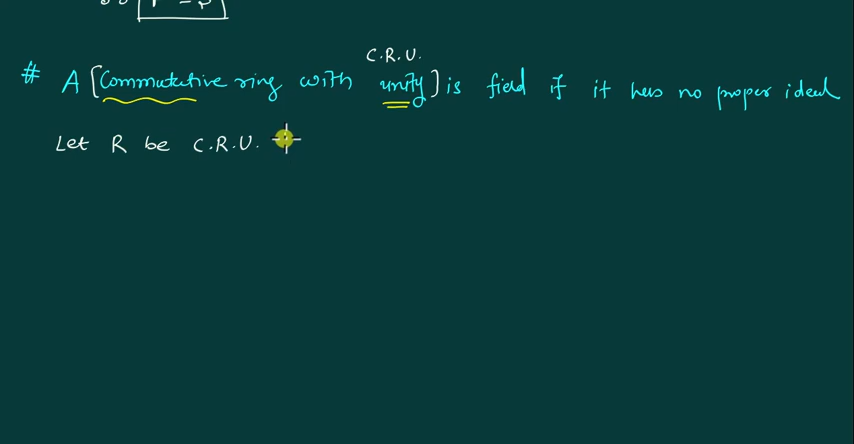 C.R.U.
# A [Commutative ring with unity] is field if it has no proper ideal
Let R be C.R.U.